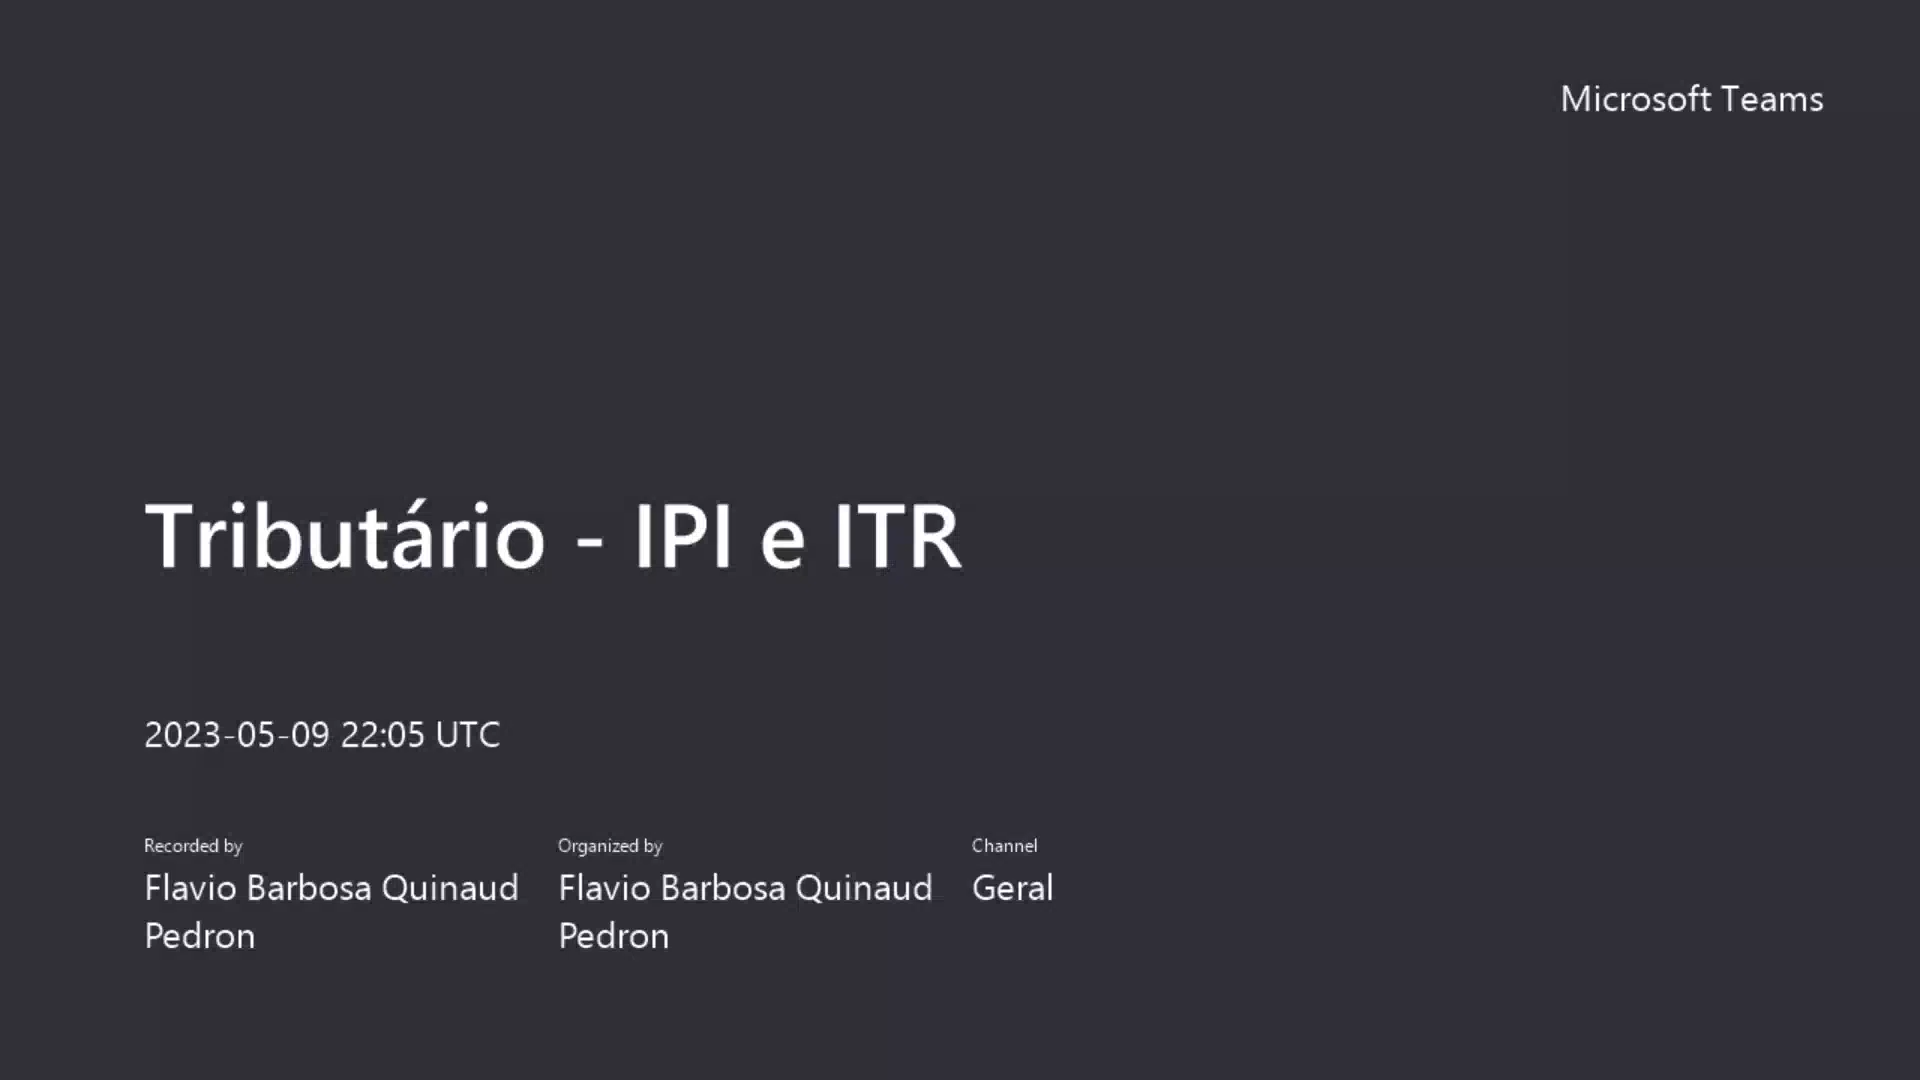 Microsoft Teams
Tributário - IPI e ITR
2023-05-09 22:05 UTC
Recorded by
Flavio Barbosa Quinaud
Pedron
Organized by
Flavio Barbosa Quinaud
Pedron
Channel
Geral